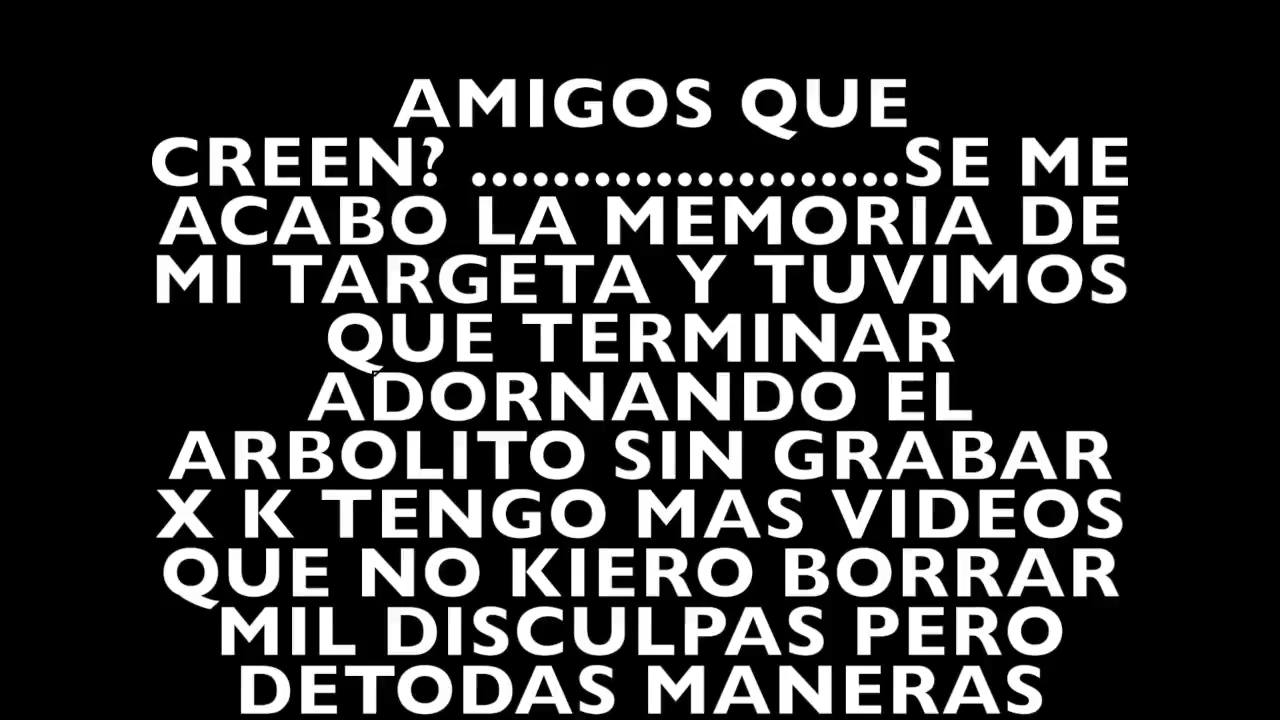 AMIGOS QUE
CREEN? .....................SE ME
ACABO LA MEMORIA DE
MI TARGETA Y TUVIMOS
QUE TERMINAR
ADORNANDO EL
ARBOLITO SIN GRABAR
X K TENGO MAS VIDEOS
QUE NO KIERO BORRAR
MIL DISCULPAS PERO
DETODAS MANERAS